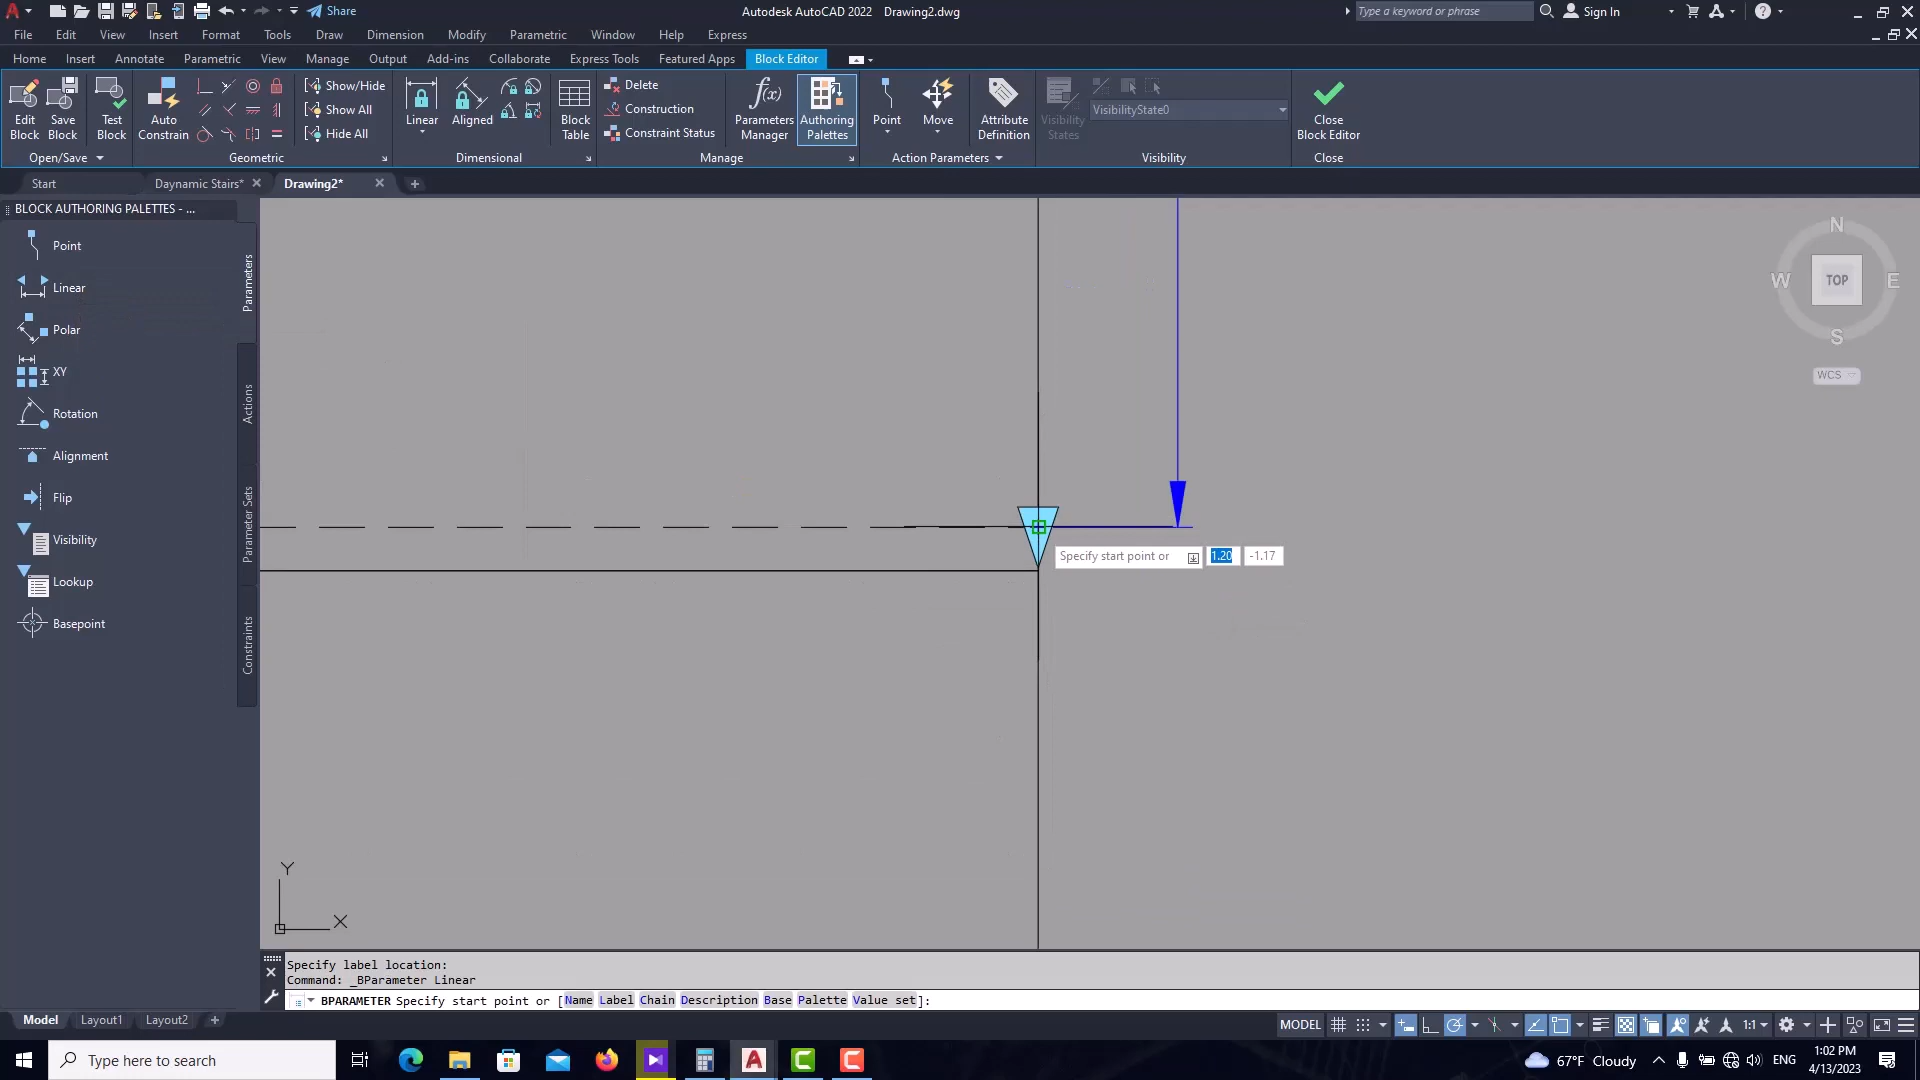 Share
Autodesk AutoCAD 2022 Drawing2.dwg
Type a keyword or phrase
Sign In
File Edit View Insert Format Tools Draw Dimension Modify Parametric Window Help Express
Home Insert Annotate Parametric View Manage Output Add-ins Collaborate Express Tools Featured Apps Block Editor
Edit Block
Save Block
Test Block
Auto Constrain
Show/Hide
Show All
Hide All
Linear
Aligned
Block Table
Delete
Construction
Constraint Status
Parameters Manager
Authoring Palettes
Point
Move
Attribute Definition
Visibility States
VisibilityState0
Close Block Editor
Open/Save Geometric Dimensional Manage Action Parameters Visibility Close
Start Daynamic Stairs* Drawing2*
BLOCK AUTHORING PALETTES - ...
Point
Linear
Polar
XY
Rotation
Alignment
Flip
Visibility
Lookup
Basepoint
Parameters
Actions
Parameter Sets
Constraints
N
W TOP E
S
WCS
Specify start point or 1.20 -1.17
Y
X
Specify label location:
Command: _BParameter Linear
BPARAMETER Specify start point or [Name Label Chain Description Base Palette Value set]:
Model Layout1 Layout2
MODEL 1:1
Type here to search
67°F Cloudy ENG
1:02 PM
4/13/2023